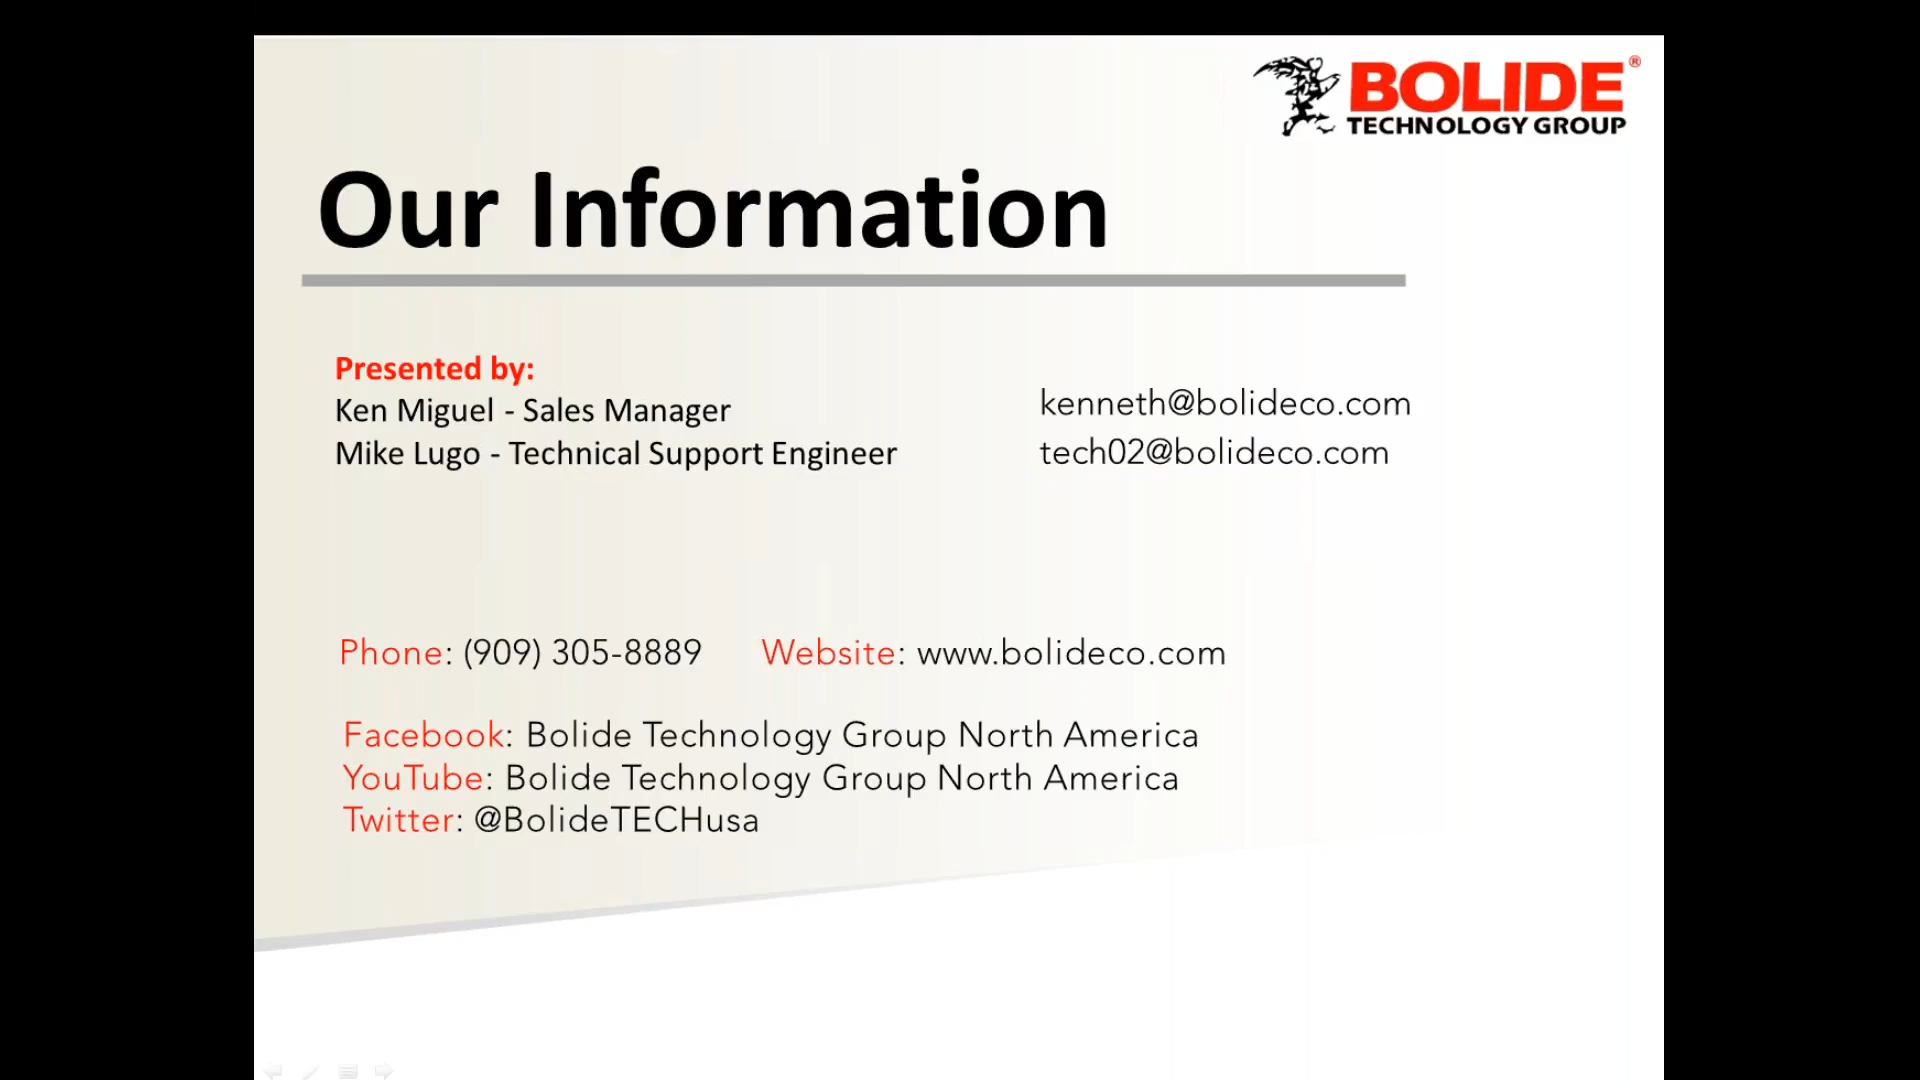 BOLIDE®
TECHNOLOGY GROUP
Our Information
Presented by:
Ken Miguel - Sales Manager kenneth@bolideco.com
Mike Lugo - Technical Support Engineer tech02@bolideco.com
Phone: (909) 305-8889 Website: www.bolideco.com
Facebook: Bolide Technology Group North America
YouTube: Bolide Technology Group North America
Twitter: @BolideTECHusa